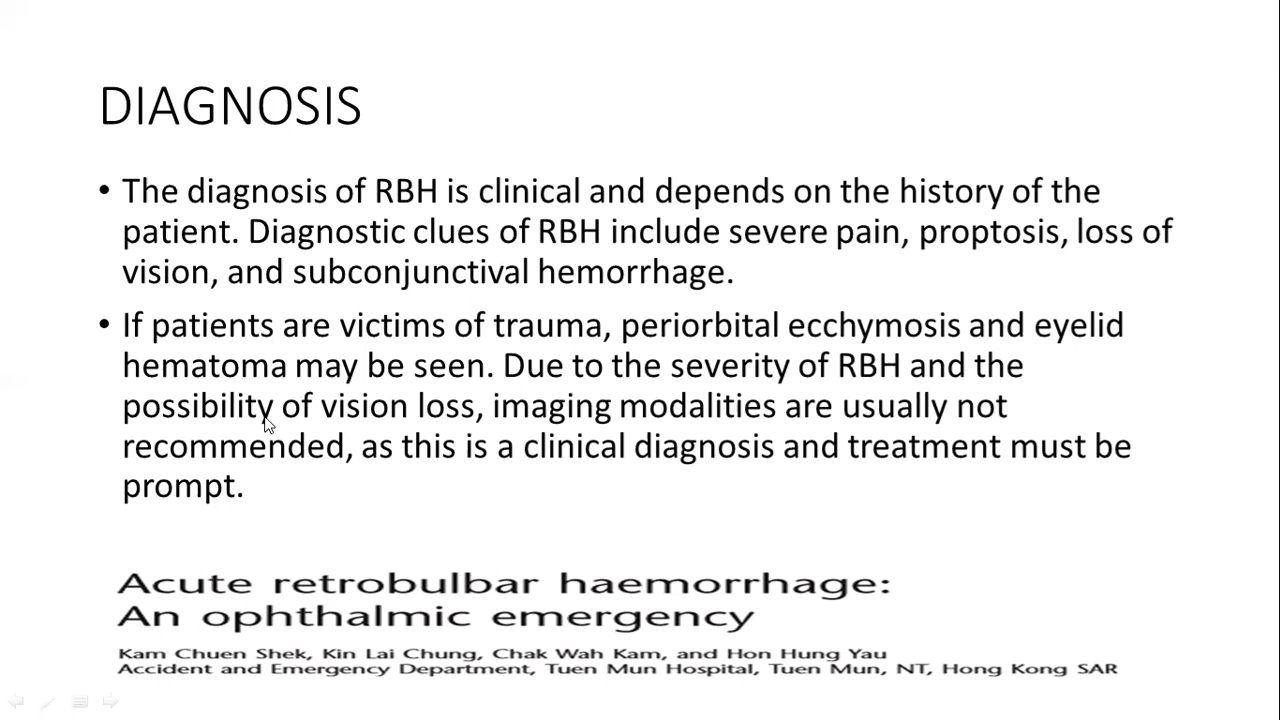 DIAGNOSIS
• The diagnosis of RBH is clinical and depends on the history of the
patient. Diagnostic clues of RBH include severe pain, proptosis, loss of
vision, and subconjunctival hemorrhage.
• If patients are victims of trauma, periorbital ecchymosis and eyelid
hematoma may be seen. Due to the severity of RBH and the
possibility of vision loss, imaging modalities are usually not
recommended, as this is a clinical diagnosis and treatment must be
prompt.
Acute retrobulbar haemorrhage:
An ophthalmic emergency
Kam Chuen Shek, Kin Lai Chung, Chak Wah Kam, and Hon Hung Yau
Accident and Emergency Department, Tuen Mun Hospital, Tuen Mun, NT, Hong Kong SAR